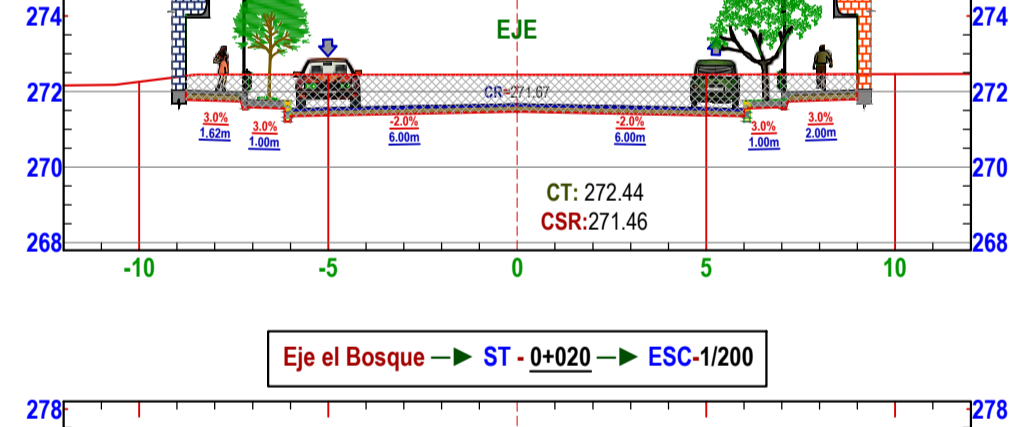 274 274
EJE
272 CR=271.67 272
3.0% 3.0% -2.0% -2.0% 3.0% 3.0%
1.62m 1.00m 6.00m 6.00m 1.00m 2.00m
270 270
CT: 272.44
CSR:271.46
268 268
-10 -5 0 5 10
Eje el Bosque ST - 0+020 ESC-1/200
278 278